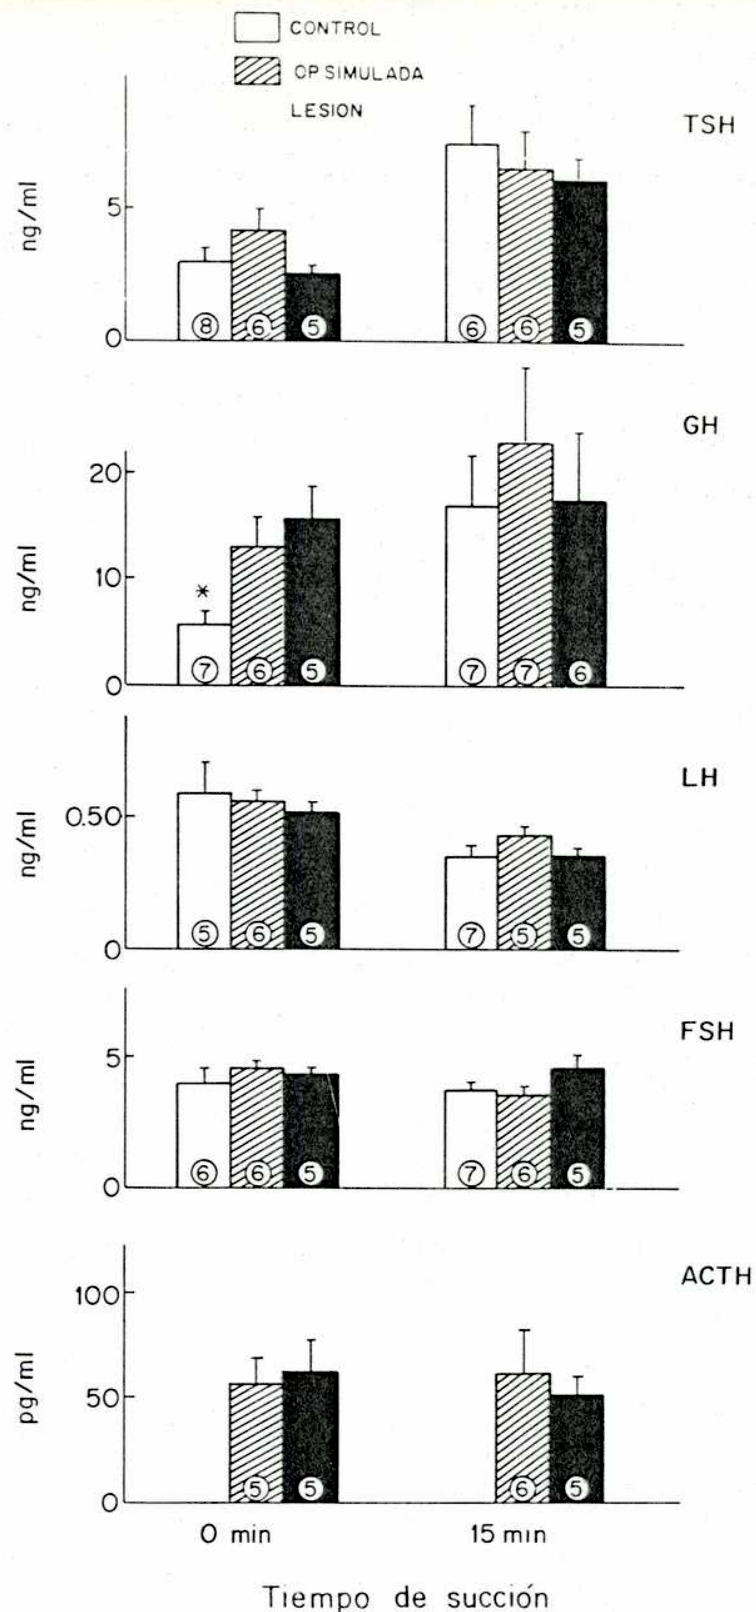 CONTROL
OP SIMULADA
LESION
TSH
ng/ml
5
0
8 6 5
6 6 5
GH
ng/ml
20
10
0
*
7 6 5
7 7 6
LH
ng/ml
0.50
0
5 6 5
7 5 5
FSH
ng/ml
5
0
6 6 5
7 6 5
ACTH
pg/ml
100
50
0
5 5
6 5
0 min 15 min
Tiempo de succión